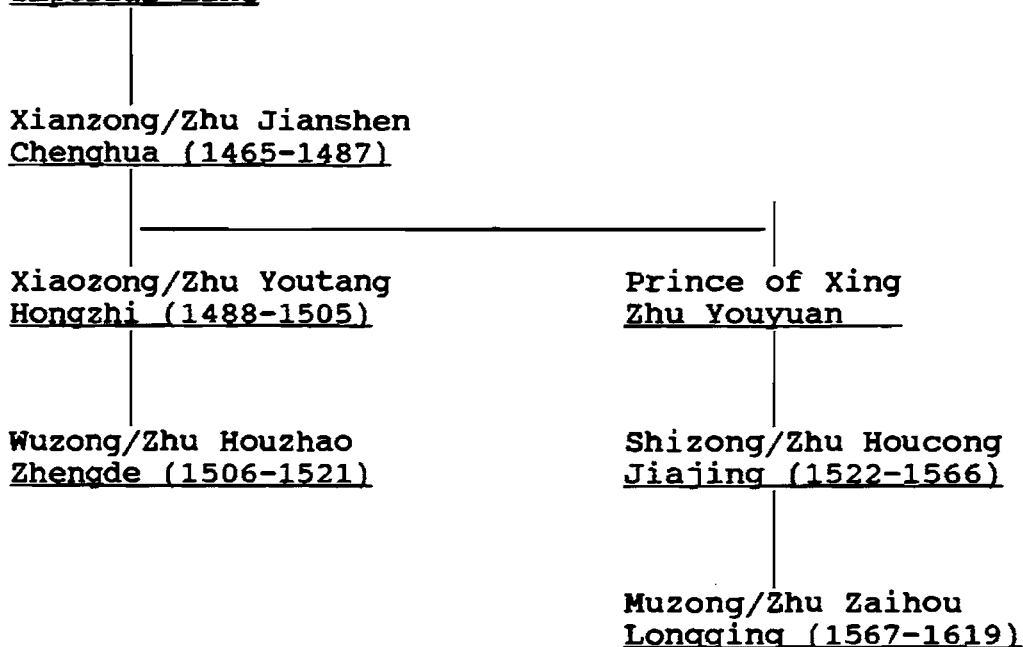 Xianzong/Zhu Jianshen
Chenghua (1465-1487)
Xiaozong/Zhu Youtang
Hongzhi (1488-1505)
Prince of Xing
Zhu Youyuan
Wuzong/Zhu Houzhao
Zhengde (1506-1521)
Shizong/Zhu Houcong
Jiajing (1522-1566)
Muzong/Zhu Zaihou
Longqing (1567-1619)